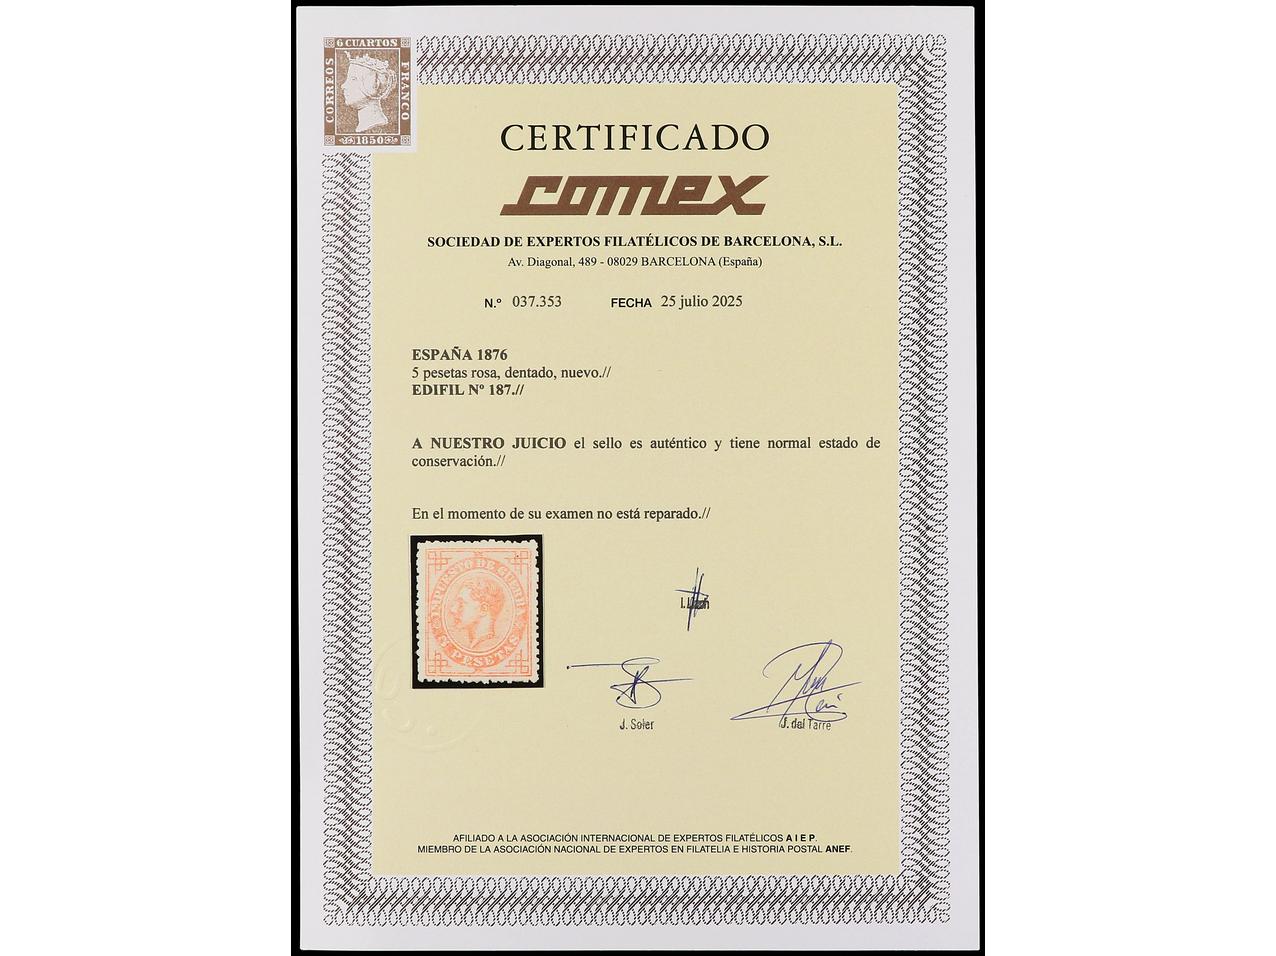 6 CUARTOS
CORREOS
FRANCO
1850
CERTIFICADO
comex
SOCIEDAD DE EXPERTOS FILATÉLICOS DE BARCELONA, S.L.
Av. Diagonal, 489 - 08029 BARCELONA (España)
N.º 037.353 FECHA 25 julio 2025
ESPAÑA 1876
5 pesetas rosa, dentado, nuevo.//
EDIFIL Nº 187.//
A NUESTRO JUICIO el sello es auténtico y tiene normal estado de
conservación.//
En el momento de su examen no está reparado.//
IMPUESTO DE GUERRA
5 PESETAS
J. Soler
J. dal Tarre
AFILIADO A LA ASOCIACIÓN INTERNACIONAL DE EXPERTOS FILATÉLICOS A I E P.
MIEMBRO DE LA ASOCIACIÓN NACIONAL DE EXPERTOS EN FILATELIA E HISTORIA POSTAL ANEF.